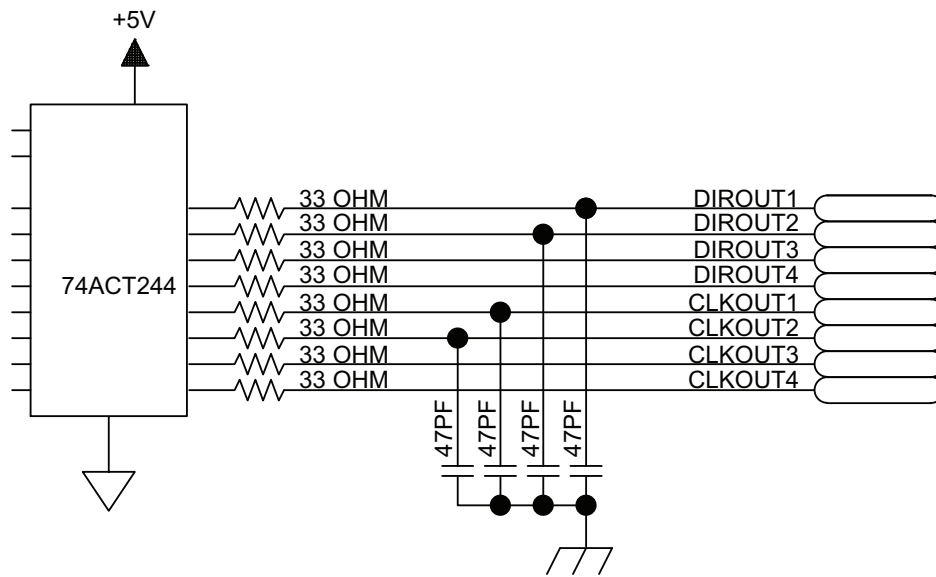 +5V
33 OHM DIROUT1
33 OHM DIROUT2
33 OHM DIROUT3
74ACT244 33 OHM DIROUT4
33 OHM CLKOUT1
33 OHM CLKOUT2
33 OHM CLKOUT3
33 OHM CLKOUT4
47PF 47PF 47PF 47PF